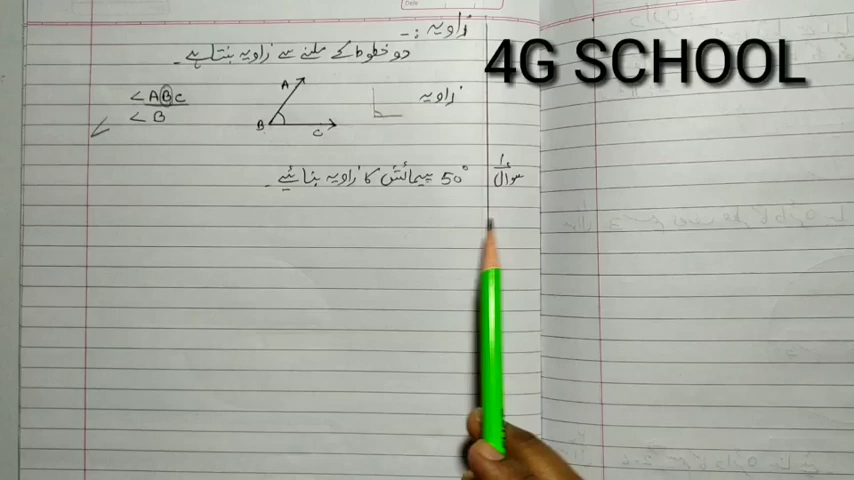 4G SCHOOL
زاویہ :-
دو خطوط کے ملنے سے زاویہ بنتا ہے۔
زاویہ
A
B
C
∠ABC
∠B
سوال ۱
50° پیمائش کا زاویہ بنائیے۔